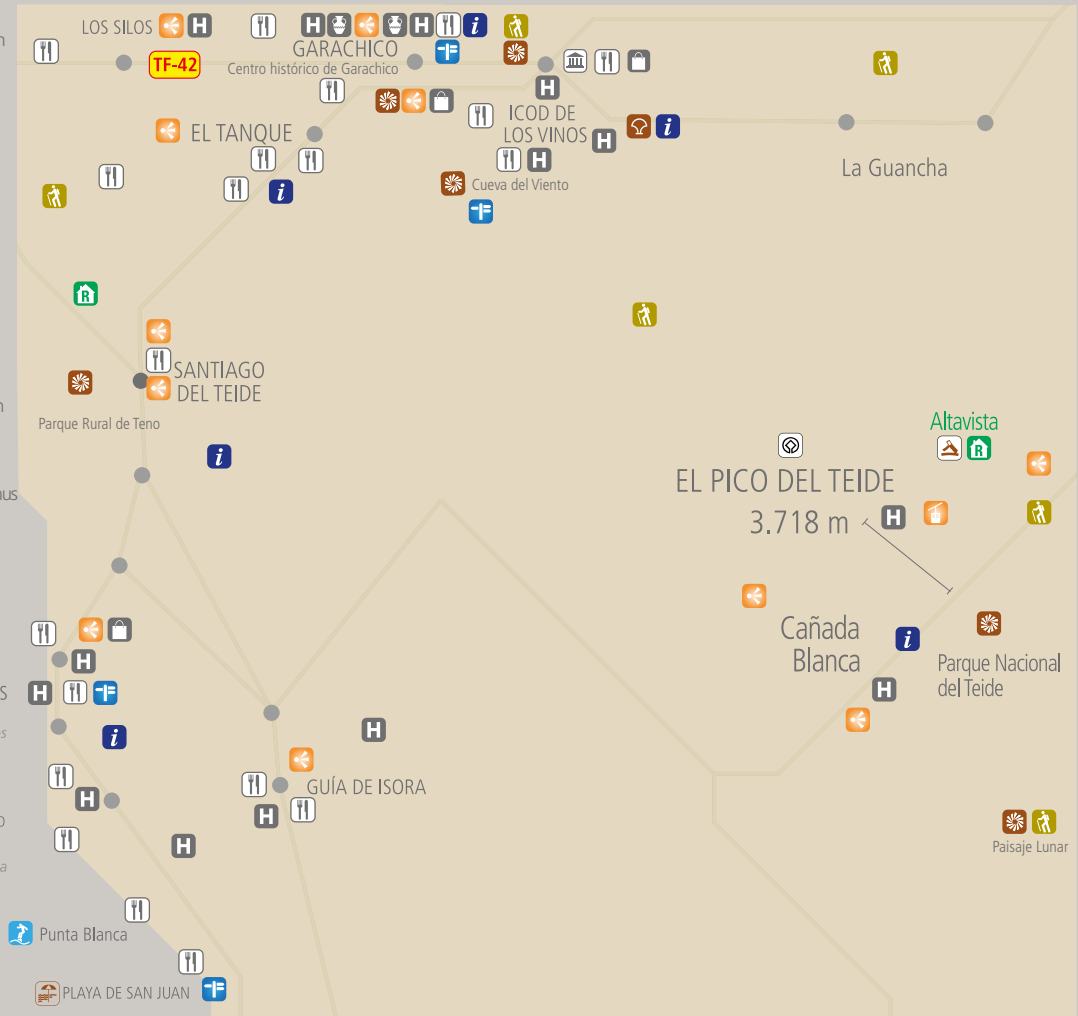 LOS SILOS
TF-42
GARACHICO
Centro histórico de Garachico
EL TANQUE
ICOD DE
LOS VINOS
Cueva del Viento
La Guancha
SANTIAGO
DEL TEIDE
Parque Rural de Teno
Altavista
EL PICO DEL TEIDE
3.718 m
Cañada
Blanca
Parque Nacional
del Teide
GUÍA DE ISORA
Paisaje Lunar
Punta Blanca
PLAYA DE SAN JUAN